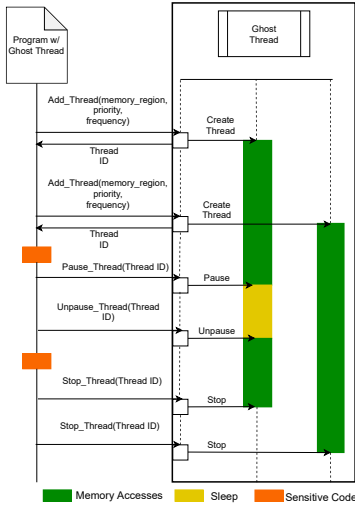 Program w/
Ghost Thread
Ghost
Thread
Add_Thread(memory_region,
priority,
frequency)
Create
Thread
Thread
ID
Add_Thread(memory_region,
priority,
frequency)
Create
Thread
Thread
ID
Pause_Thread(Thread ID)
Pause
Unpause_Thread(Thread
ID)
Unpause
Stop_Thread(Thread ID)
Stop
Stop_Thread(Thread ID)
Stop
Memory Accesses
Sleep
Sensitive Code